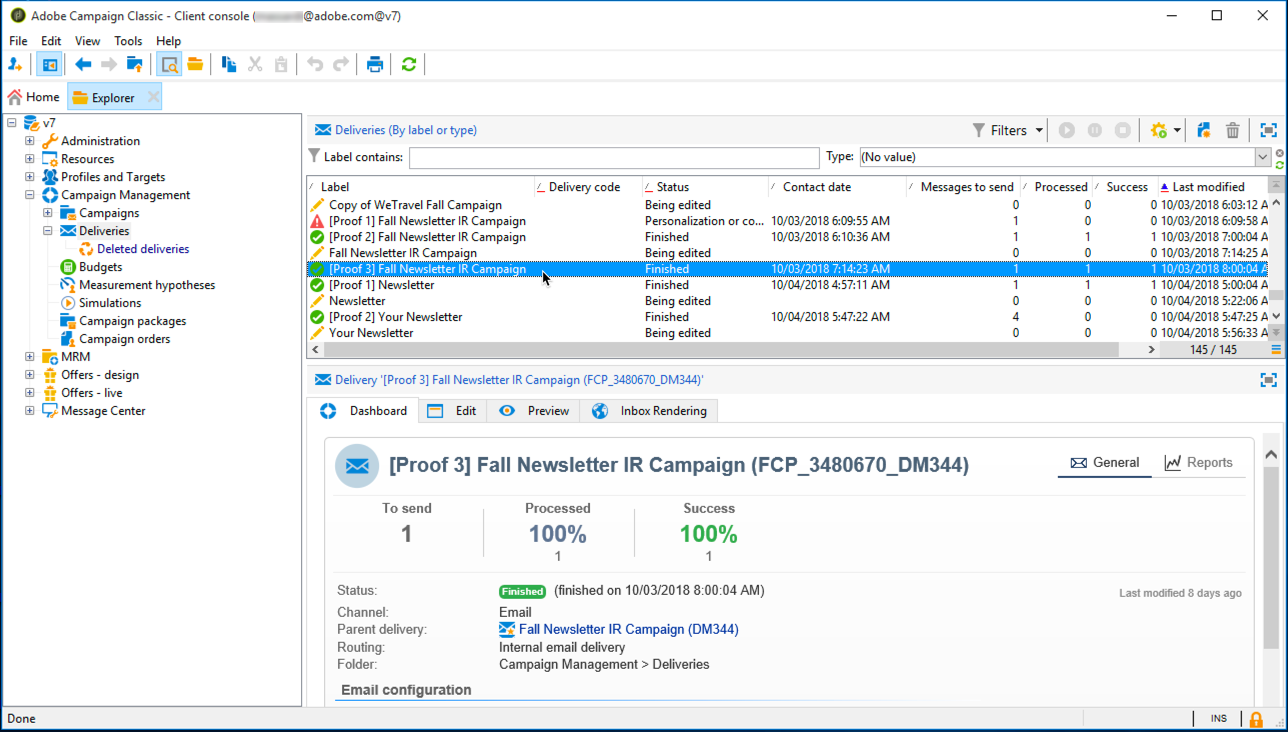 Adobe Campaign Classic - Client console ( @adobe.com@v7)
File Edit View Tools Help
Home Explorer
v7
Administration
Resources
Profiles and Targets
Campaign Management
Campaigns
Deliveries
Deleted deliveries
Budgets
Measurement hypotheses
Simulations
Campaign packages
Campaign orders
MRM
Offers - design
Offers - live
Message Center
Deliveries (By label or type) Filters
Label contains: Type: (No value)
Label Delivery code Status Contact date Messages to send Processed Success Last modified
Copy of WeTravel Fall Campaign Being edited 0 0 0 10/03/2018 6:03:12 A
[Proof 1] Fall Newsletter IR Campaign Personalization or co... 10/03/2018 6:09:55 AM 1 0 0 10/03/2018 6:09:58 A
[Proof 2] Fall Newsletter IR Campaign Finished 10/03/2018 6:10:36 AM 1 1 1 10/03/2018 7:00:04 A
Fall Newsletter IR Campaign Being edited 0 0 0 10/03/2018 7:14:25 A
[Proof 3] Fall Newsletter IR Campaign Finished 10/03/2018 7:14:23 AM 1 1 1 10/03/2018 8:00:04 A
[Proof 1] Newsletter Finished 10/04/2018 4:57:11 AM 1 1 1 10/04/2018 5:00:04 A
Newsletter Being edited 0 0 0 10/04/2018 5:22:06 A
[Proof 2] Your Newsletter Finished 10/04/2018 5:47:22 AM 4 0 0 10/04/2018 5:47:25 A
Your Newsletter Being edited 0 0 0 10/04/2018 5:56:33 A
145 / 145
Delivery '[Proof 3] Fall Newsletter IR Campaign (FCP_3480670_DM344)'
Dashboard Edit Preview Inbox Rendering
[Proof 3] Fall Newsletter IR Campaign (FCP_3480670_DM344) General Reports
To send Processed Success
1 100% 100%
1 1
Status: Finished (finished on 10/03/2018 8:00:04 AM) Last modified 8 days ago
Channel: Email
Parent delivery: Fall Newsletter IR Campaign (DM344)
Routing: Internal email delivery
Folder: Campaign Management > Deliveries
Email configuration
Done INS